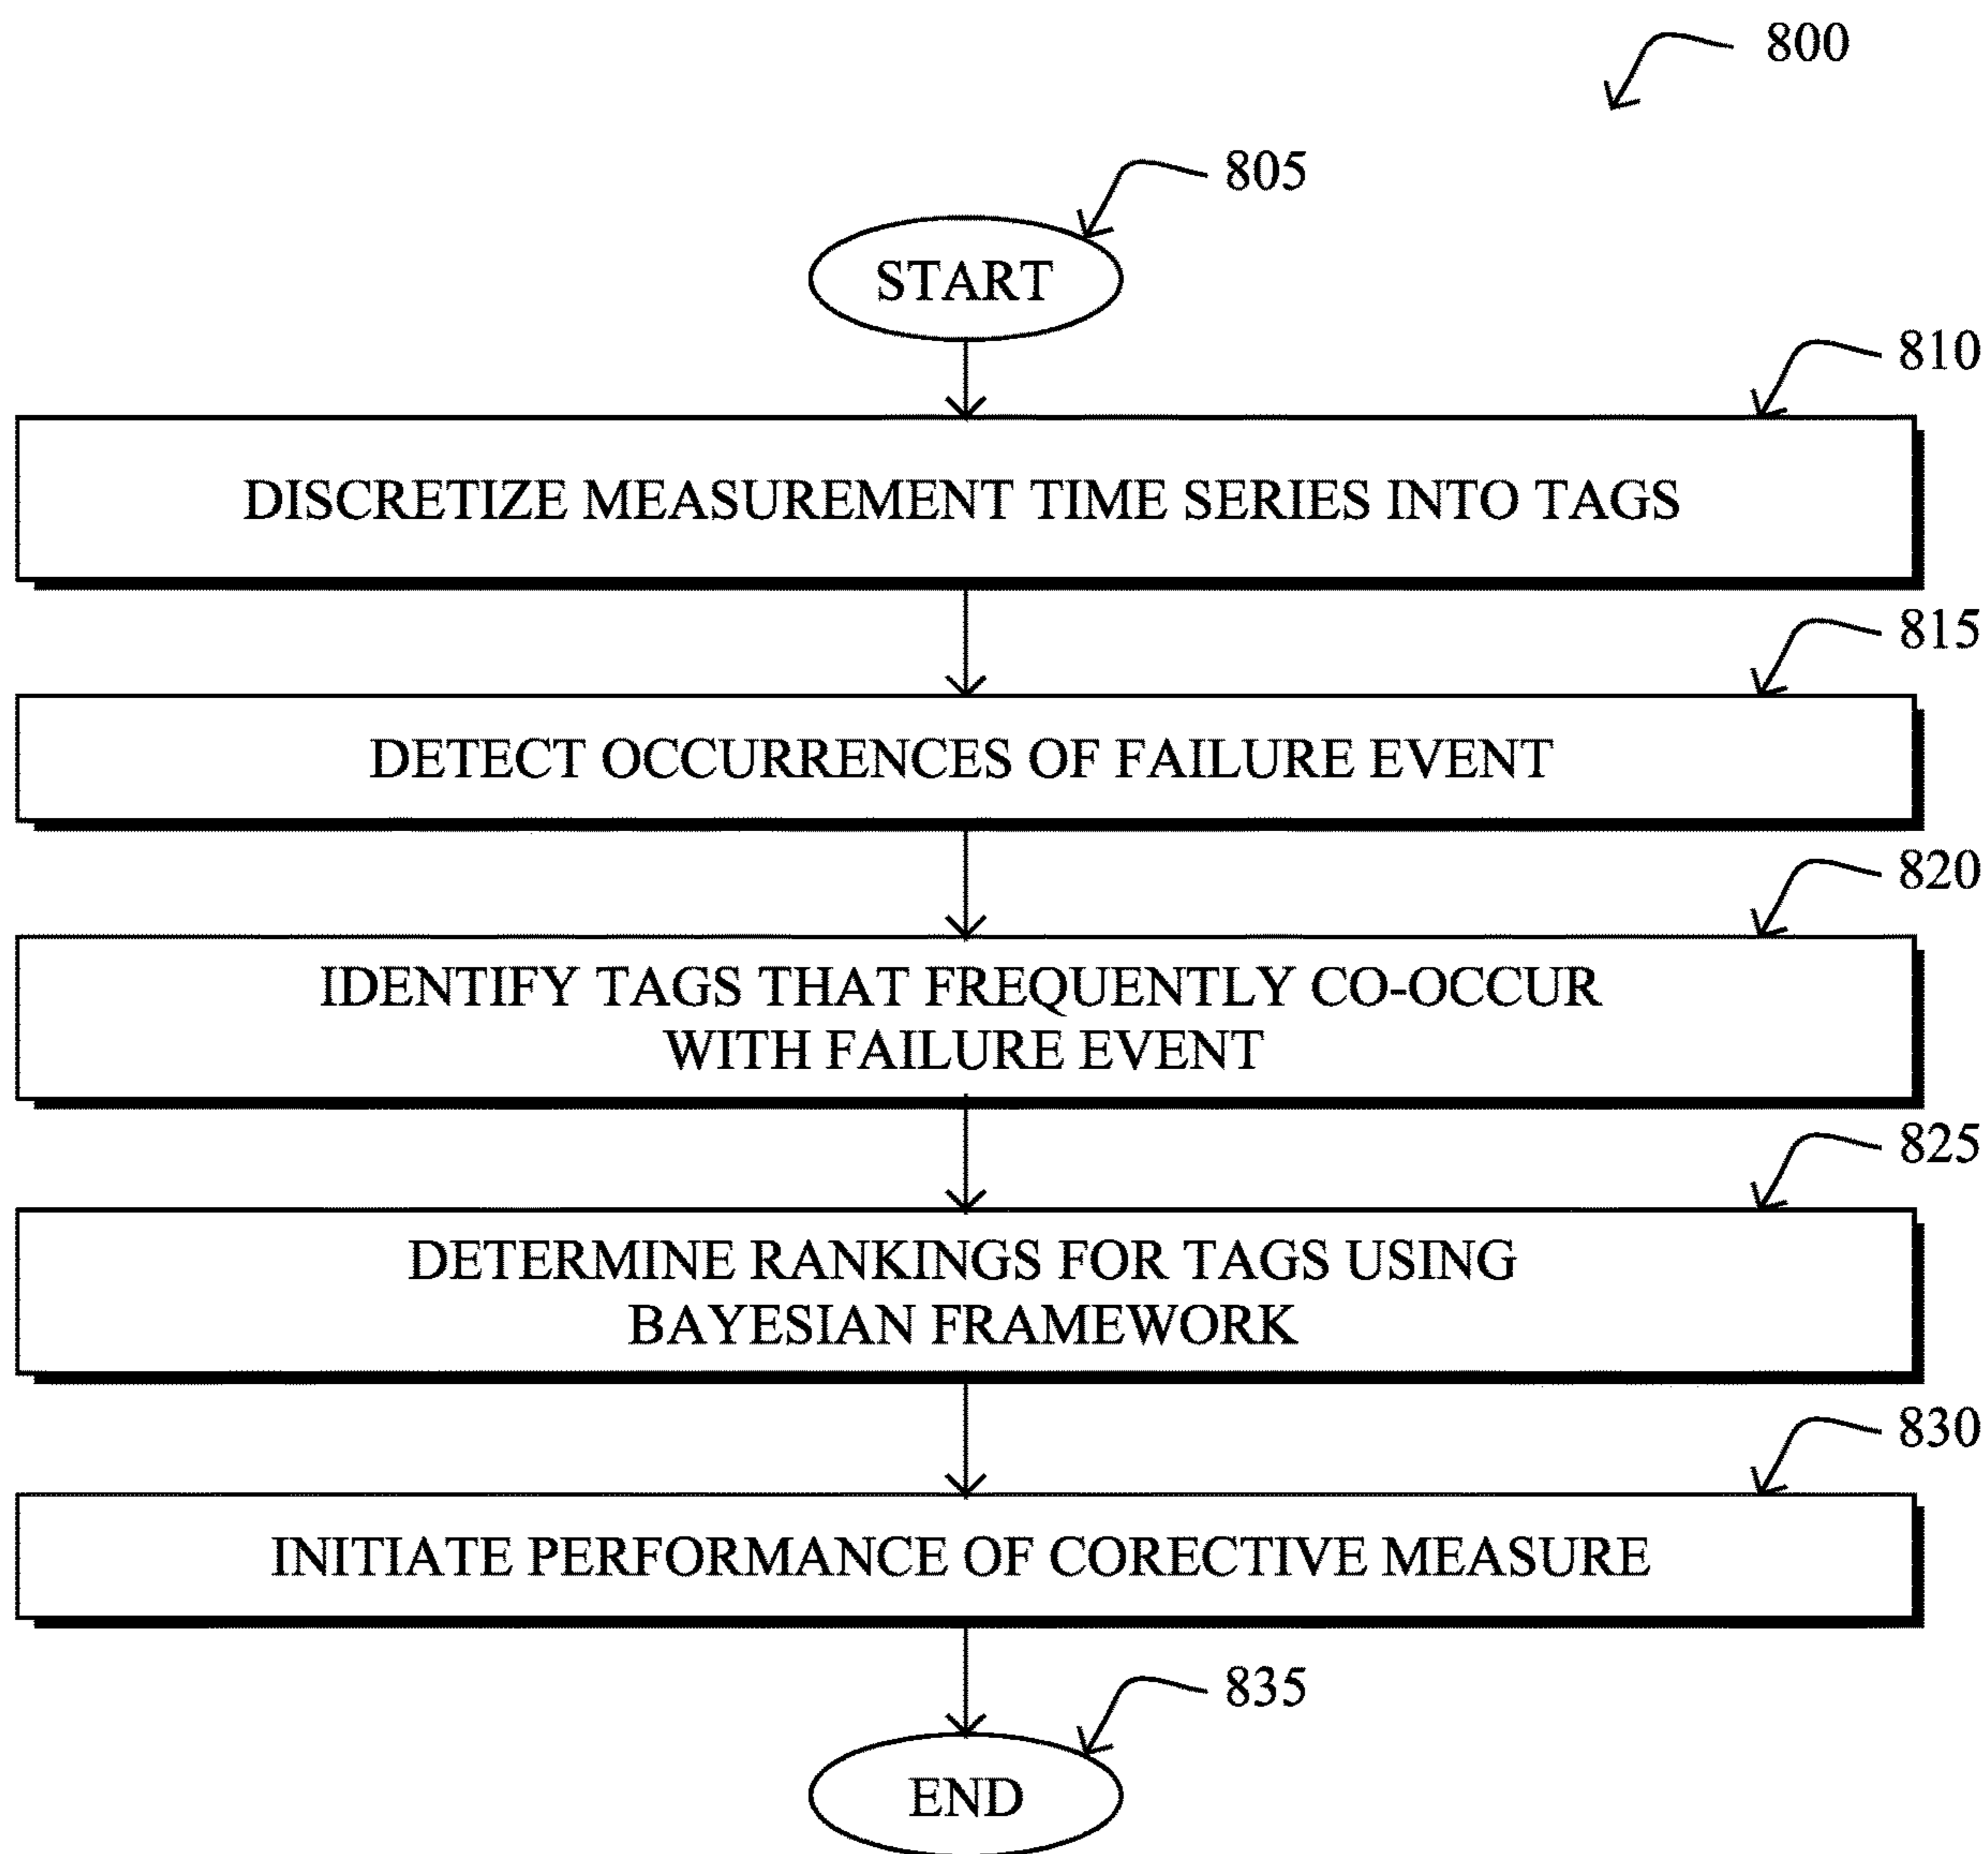 800
805
START
810
DISCRETIZE MEASUREMENT TIME SERIES INTO TAGS
815
DETECT OCCURRENCES OF FAILURE EVENT
820
IDENTIFY TAGS THAT FREQUENTLY CO-OCCUR
WITH FAILURE EVENT
825
DETERMINE RANKINGS FOR TAGS USING
BAYESIAN FRAMEWORK
830
INITIATE PERFORMANCE OF CORECTIVE MEASURE
835
END